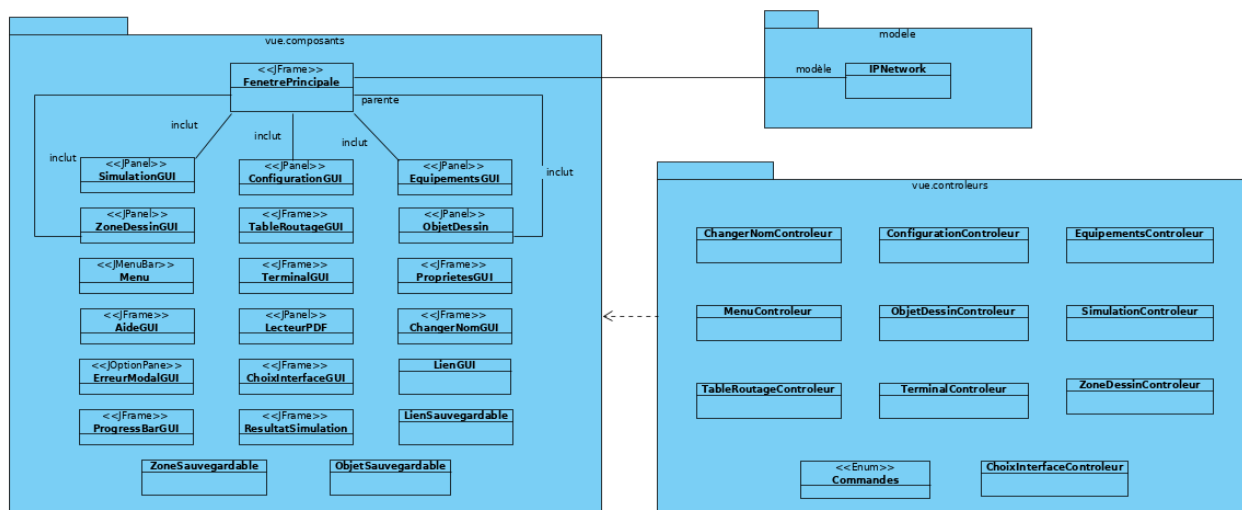 vue.composants
<<JFrame>>
FenetrePrincipale
parente
inclut
inclut
inclut
inclut
inclut
<<JPanel>>
SimulationGUI
<<JPanel>>
ConfigurationGUI
<<JPanel>>
EquipementsGUI
<<JPanel>>
ZoneDessinGUI
<<JFrame>>
TableRoutageGUI
<<JPanel>>
ObjetDessin
<<JMenuBar>>
Menu
<<JFrame>>
TerminalGUI
<<JFrame>>
ProprietesGUI
<<JFrame>>
AideGUI
<<JPanel>>
LecteurPDF
<<JFrame>>
ChangerNomGUI
<<JOptionPane>>
ErreurModalGUI
<<JFrame>>
ChoixInterfaceGUI
LienGUI
<<JFrame>>
ProgressBarGUI
<<JFrame>>
ResultatSimulation
LienSauvegardable
ZoneSauvegardable
ObjetSauvegardable
modele
modèle
IPNetwork
vue.controleurs
ChangerNomControleur
ConfigurationControleur
EquipementsControleur
MenuControleur
ObjetDessinControleur
SimulationControleur
TableRoutageControleur
TerminalControleur
ZoneDessinControleur
<<Enum>>
Commandes
ChoixInterfaceControleur